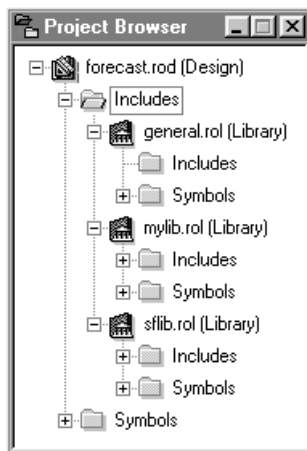 Project Browser
forecast.rod (Design)
Includes
general.rol (Library)
Includes
Symbols
mylib.rol (Library)
Includes
Symbols
sflib.rol (Library)
Includes
Symbols
Symbols